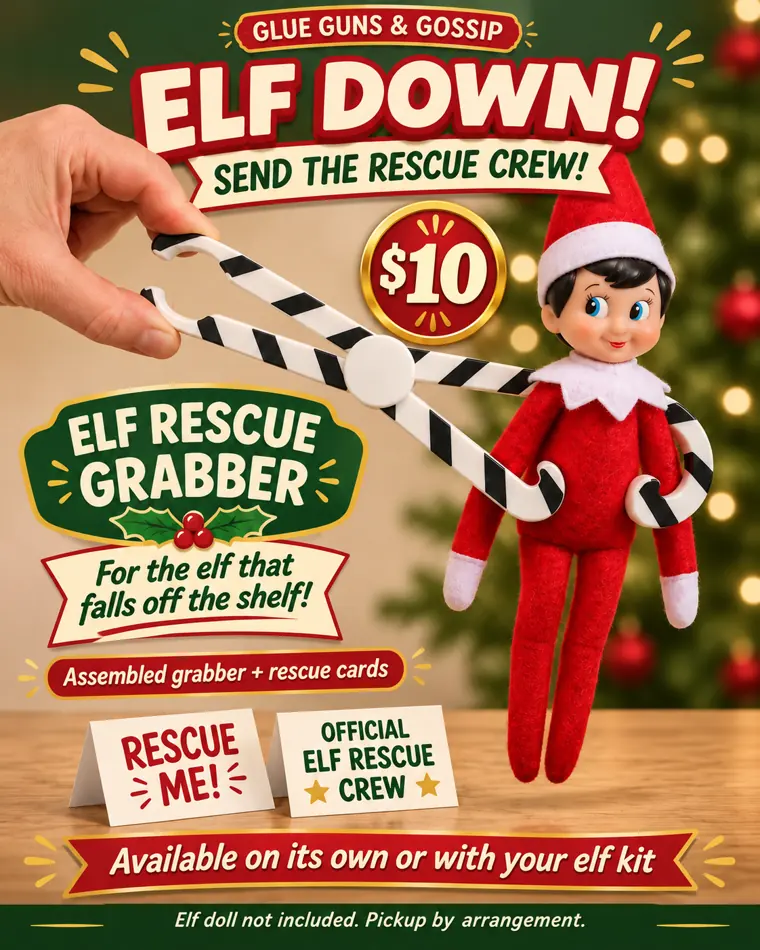 GLUE GUNS & GOSSIP
ELF DOWN!
SEND THE RESCUE CREW!
$10
ELF RESCUE
GRABBER
For the elf that
falls off the shelf!
Assembled grabber + rescue cards
RESCUE
ME!
OFFICIAL
ELF RESCUE
CREW
Available on its own or with your elf kit
Elf doll not included. Pickup by arrangement.